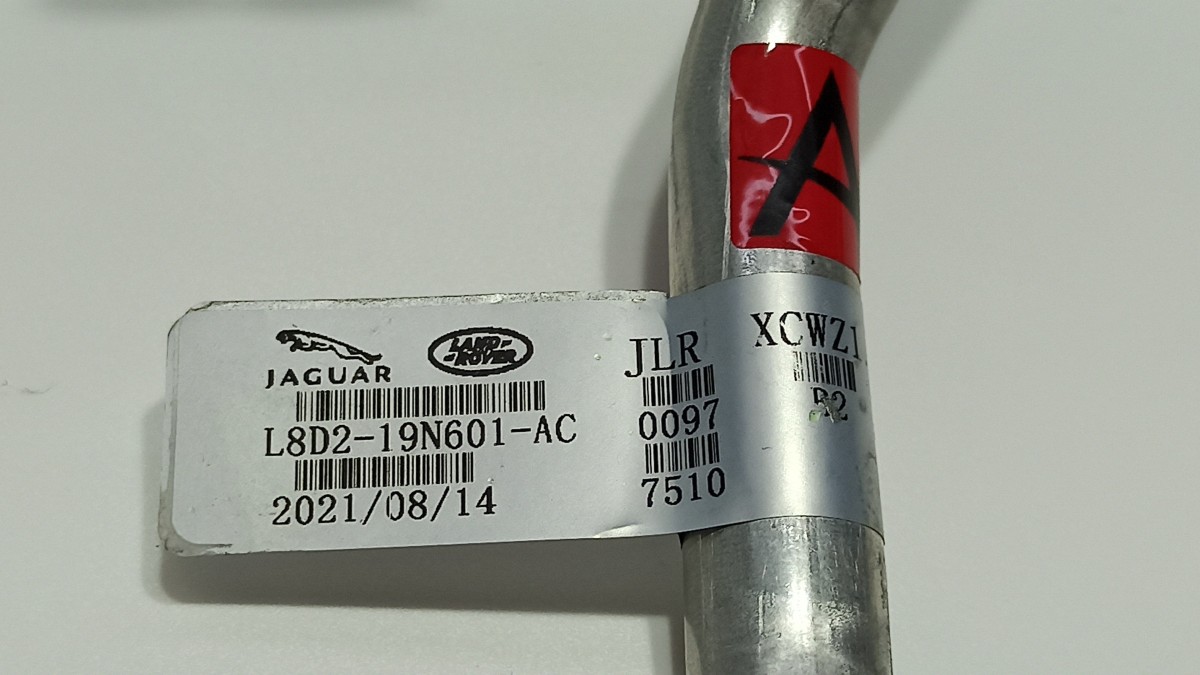 A
JAGUAR
LAND ROVER
L8D2-19N601-AC
2021/08/14
JLR
0097
7510
XCWZ1